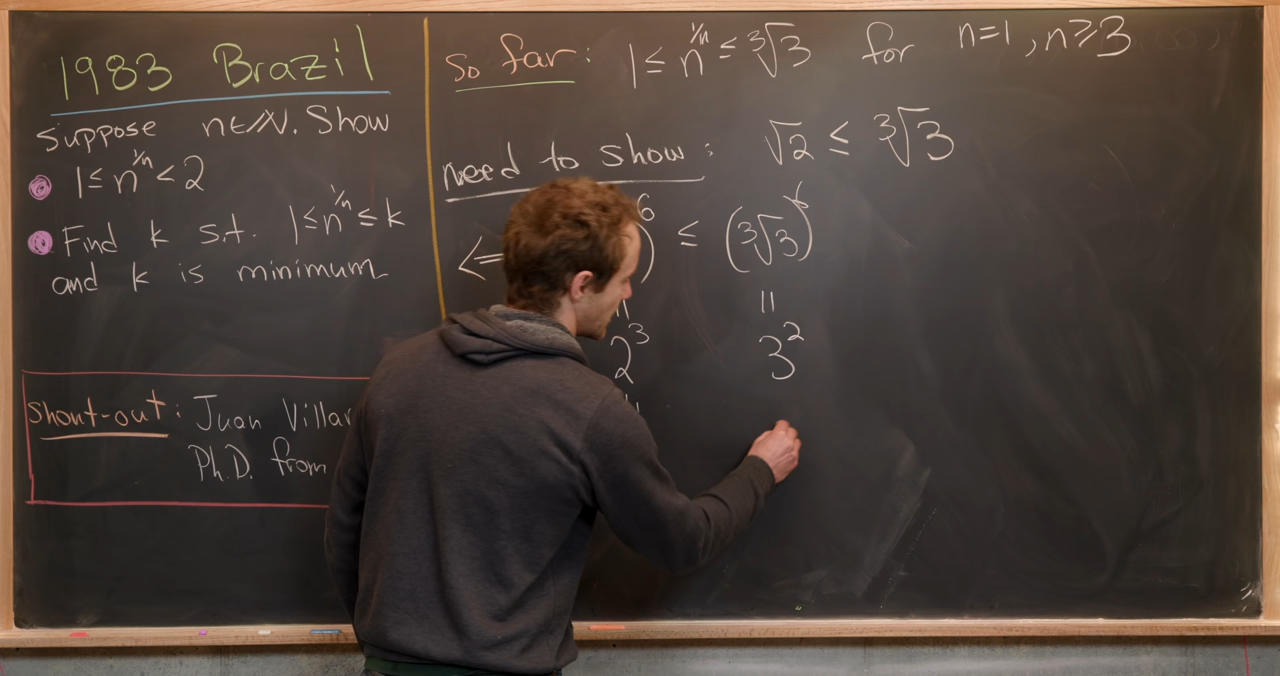 1983 Brazil
Suppose n∈ℕ. Show
1 ≤ n^{1/n} < 2
Find k s.t. 1 ≤ n^{1/n} ≤ k
and k is minimum
Shout-out: Juan Villar
Ph.D. from
So far: 1 ≤ n^{1/n} ≤ ∛3 for n=1, n≥3
need to show: √2 ≤ ∛3
⇐ )^6 ≤ (∛3)^6
|| ||
2^3 3^2